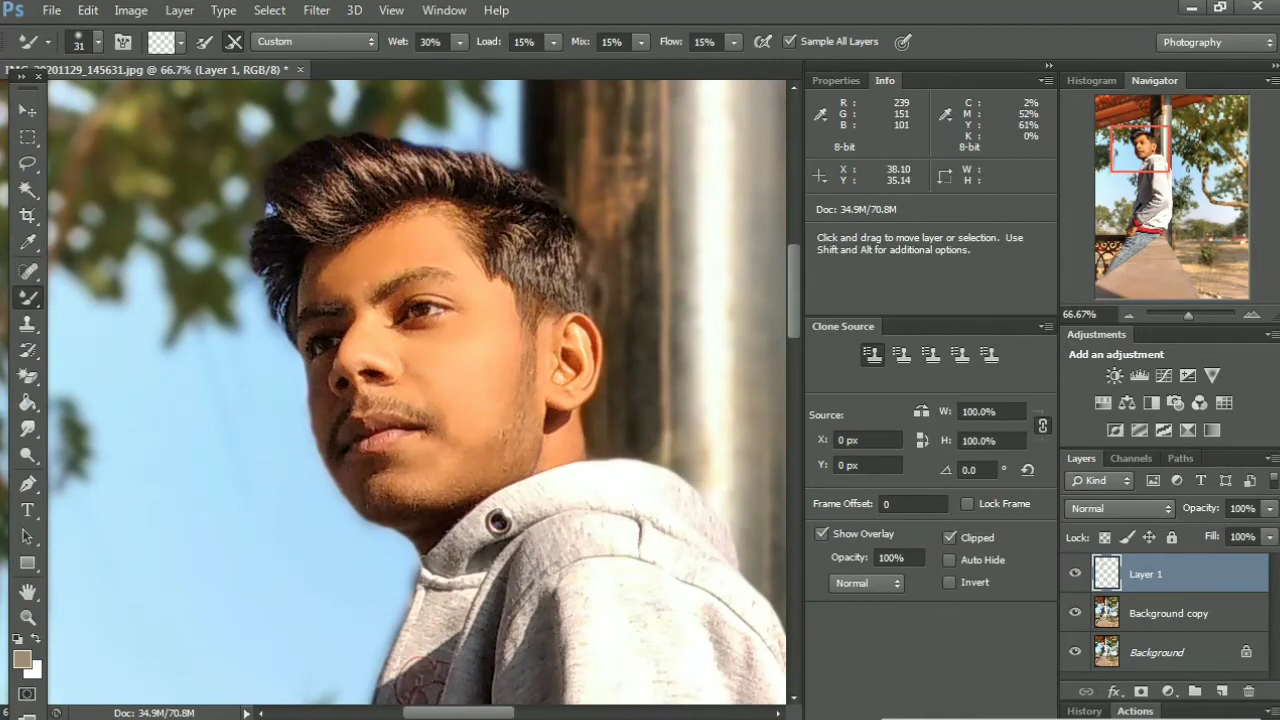 Ps File Edit Image Layer Type Select Filter 3D View Window Help
31 Custom Wet: 30% Load: 15% Mix: 15% Flow: 15% Sample All Layers Photography
IMG_20201129_145631.jpg @ 66.7% (Layer 1, RGB/8) * ×
Properties Info
R : 239 C : 2%
G : 151 M : 52%
B : 101 Y : 61%
K : 0%
8-bit 8-bit
X : 38.10 W :
Y : 35.14 H :
Doc: 34.9M/70.8M
Click and drag to move layer or selection. Use
Shift and Alt for additional options.
Clone Source
Source: W: 100.0%
X: 0 px H: 100.0%
Y: 0 px 0.0 °
Frame Offset: 0 Lock Frame
Show Overlay Clipped
Opacity: 100% Auto Hide
Normal Invert
Histogram Navigator
66.67%
Adjustments
Add an adjustment
Layers Channels Paths
Kind
Normal Opacity: 100%
Lock: Fill: 100%
Layer 1
Background copy
Background
fx
History Actions
6 Doc: 34.9M/70.8M